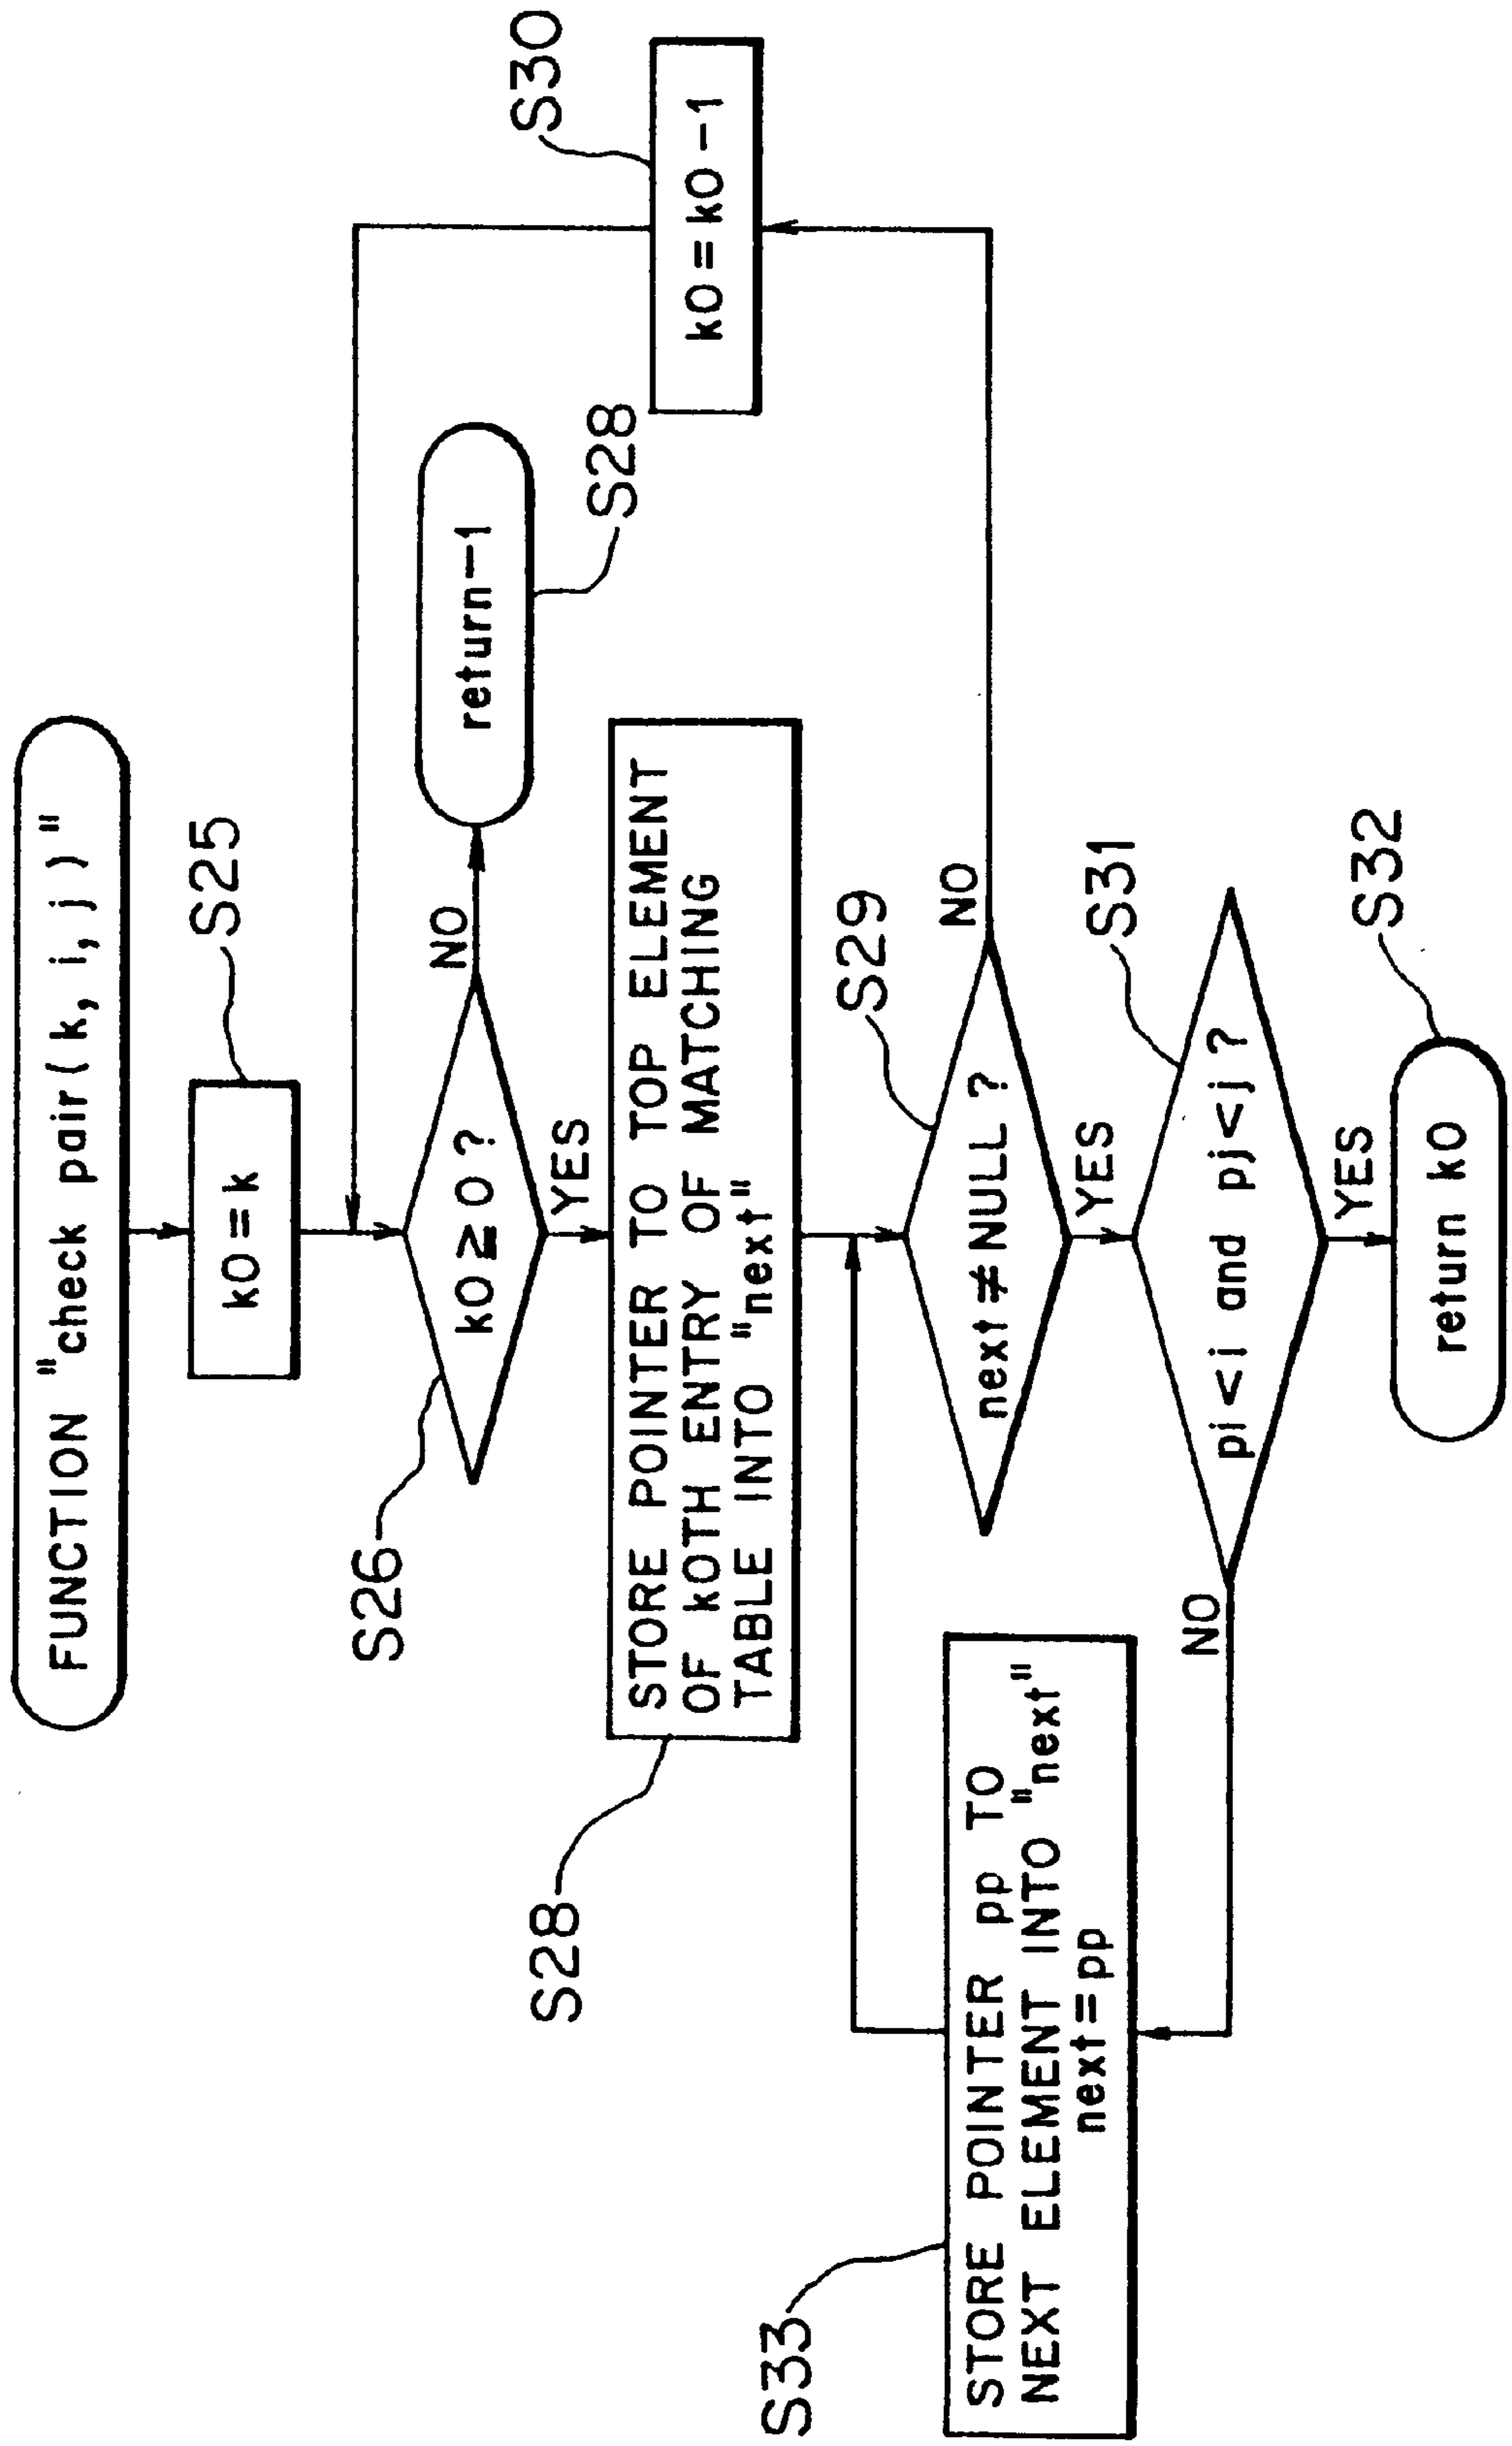 FUNCTION "check pair(k, i, j)"
S25
k0=k
S26
k0≧0?
NO
return-1
S28
YES
S28
STORE POINTER TO TOP ELEMENT
OF k0TH ENTRY OF MATCHING
TABLE INTO "next"
S30
k0=k0-1
S29
next≠NULL?
NO
YES
S31
pi<i and pj<j?
NO
YES
S32
return k0
S33
STORE POINTER pp TO
NEXT ELEMENT INTO "next"
next=pp